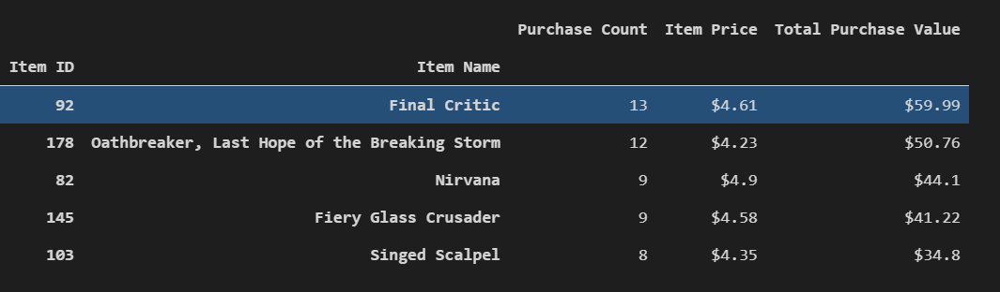 Purchase Count Item Price Total Purchase Value
Item ID Item Name
92 Final Critic 13 $4.61 $59.99
178 Oathbreaker, Last Hope of the Breaking Storm 12 $4.23 $50.76
82 Nirvana 9 $4.9 $44.1
145 Fiery Glass Crusader 9 $4.58 $41.22
103 Singed Scalpel 8 $4.35 $34.8